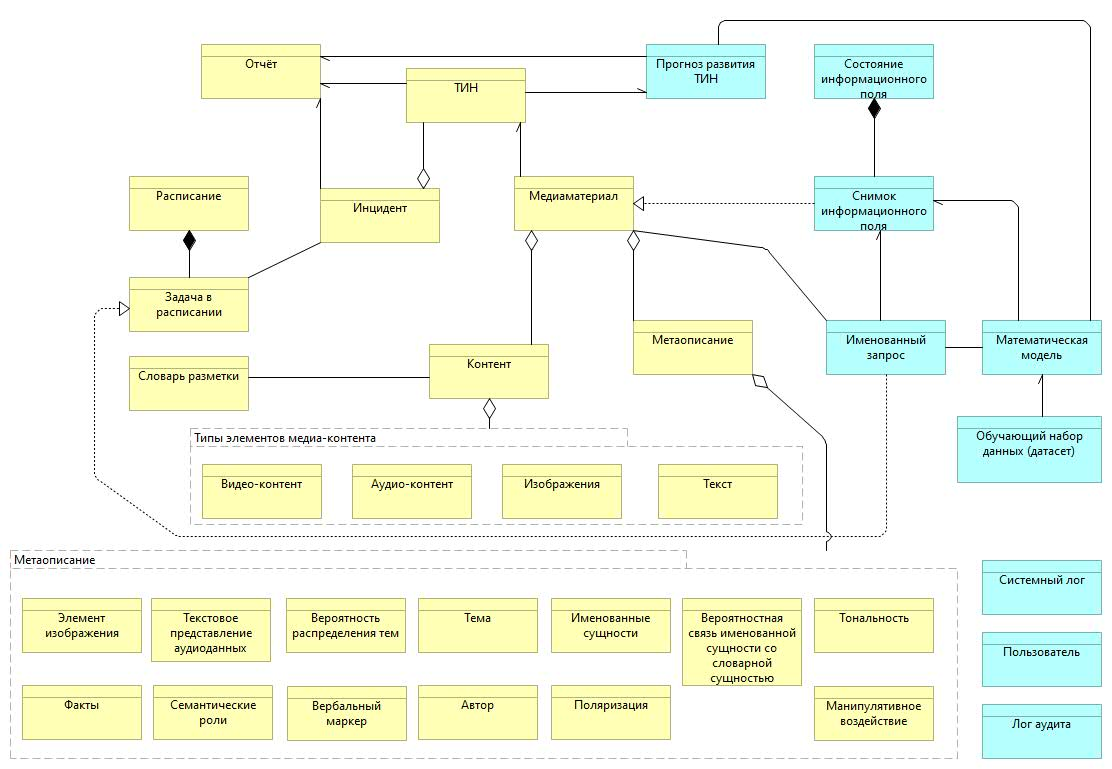 Отчёт
ТИН
Прогноз развития
ТИН
Состояние
информационного
поля
Расписание
Инцидент
Медиаматериал
Снимок
информационного
поля
Задача в
расписании
Словарь разметки
Контент
Метаописание
Именованный
запрос
Математическая
модель
Обучающий набор
данных (датасет)
Типы элементов медиа-контента
Видео-контент
Аудио-контент
Изображения
Текст
Метаописание
Элемент
изображения
Текстовое
представление
аудиоданных
Вероятность
распределения тем
Тема
Именованные
сущности
Вероятностная
связь именованной
сущности со
словарной
сущностью
Тональность
Факты
Семантические
роли
Вербальный
маркер
Автор
Поляризация
Манипулятивное
воздействие
Системный лог
Пользователь
Лог аудита